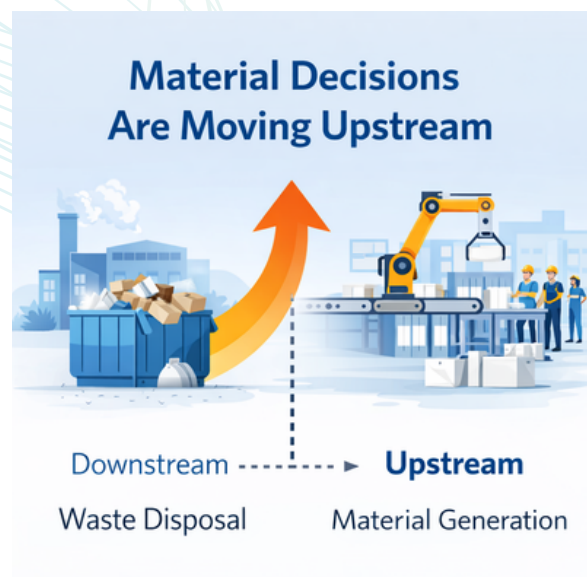 Material Decisions
Are Moving Upstream
Downstream
Upstream
Waste Disposal
Material Generation